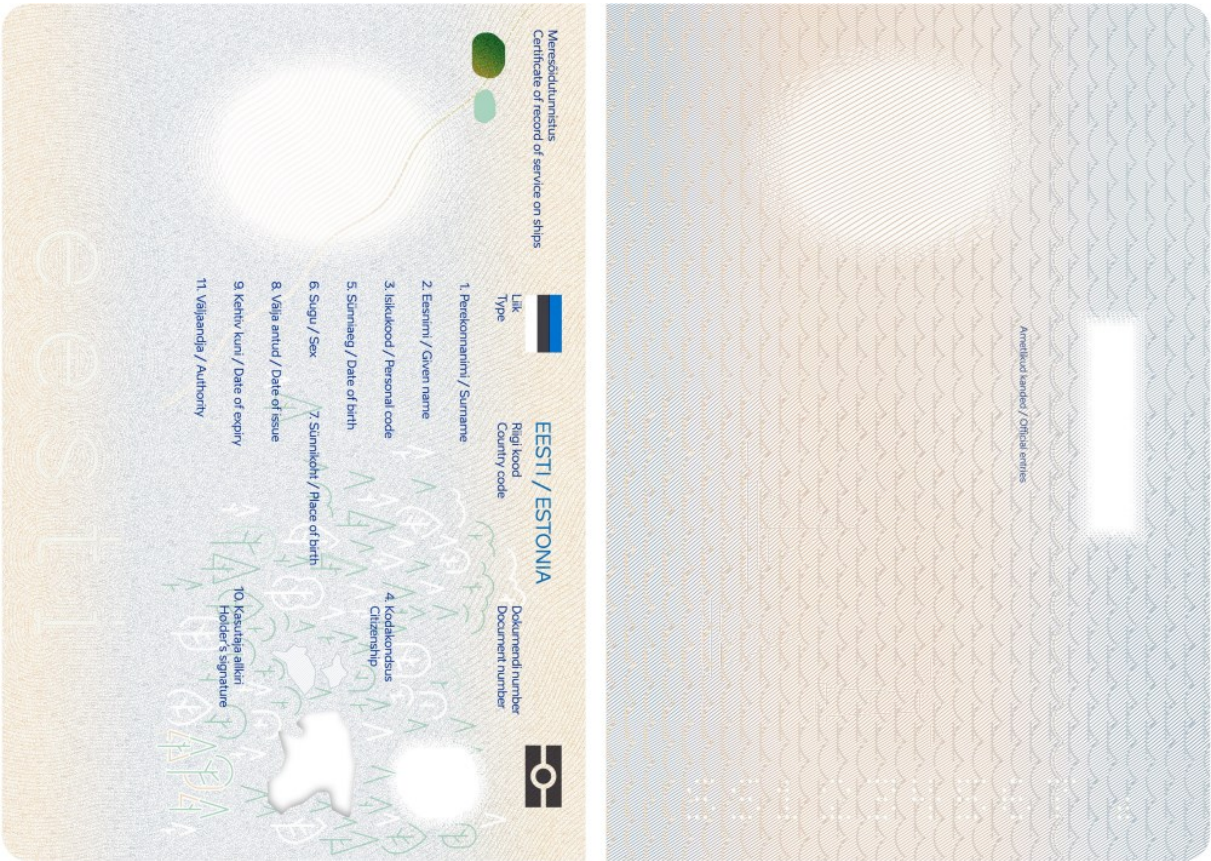 Meresõidutunnistus
Certificate of record of service on ships
EESTI / ESTONIA
Liik
Type
Riigi kood
Country code
Dokumendi number
Document number
1. Perekonnanimi / Surname
2. Eesnimi / Given name
3. Isikukood / Personal code
4. Kodakondsus
Citizenship
5. Sünniaeg / Date of birth
6. Sugu / Sex
7. Sünnikoht / Place of birth
8. Välja antud / Date of issue
9. Kehtiv kuni / Date of expiry
10. Kasutaja allkiri
Holder's signature
11. Väljaandja / Authority
eesti
Ametlikud kanded / Official entries